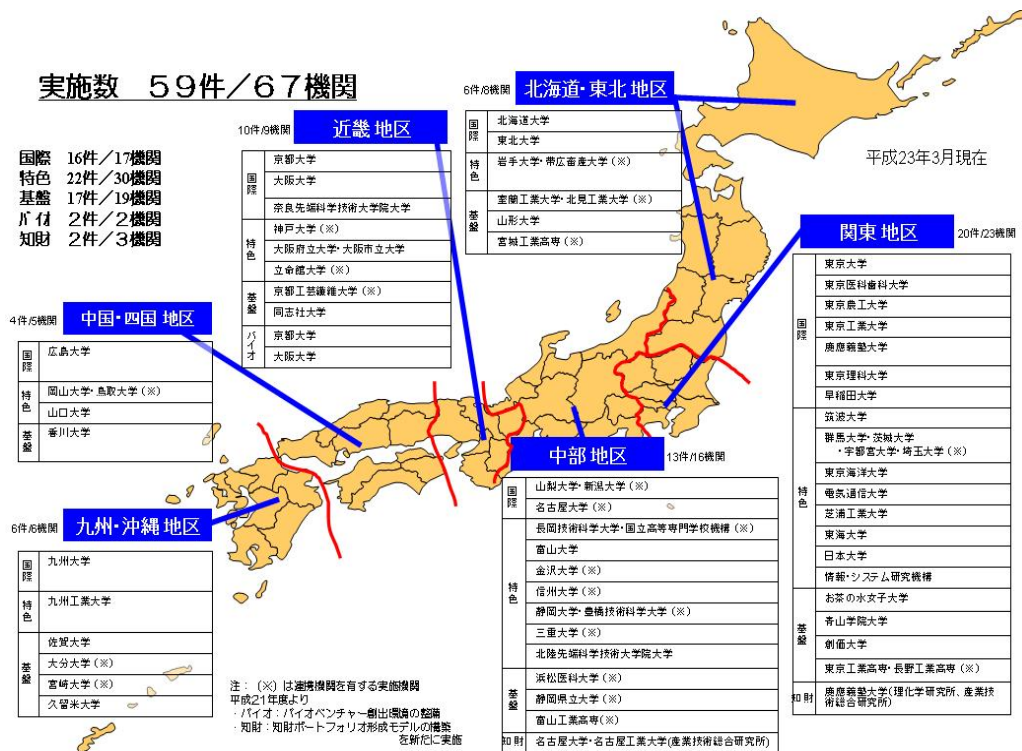 実施数 59件/67機関
国際 16件/17機関
特色 22件/30機関
基盤 17件/19機関
バイオ 2件/2機関
知財 2件/3機関
平成23年3月現在
6件/8機関
北海道・東北 地区
国際
北海道大学
東北大学
特色
岩手大学・帯広畜産大学(※)
基盤
室蘭工業大学・北見工業大学(※)
山形大学
宮城工業高専(※)
10件/9機関
近畿 地区
国際
京都大学
大阪大学
奈良先端科学技術大学院大学
特色
神戸大学(※)
大阪府立大学・大阪市立大学
立命館大学(※)
基盤
京都工芸繊維大学(※)
同志社大学
バイオ
京都大学
大阪大学
関東 地区
20件/23機関
国際
東京大学
東京医科歯科大学
東京農工大学
東京工業大学
慶應義塾大学
東京理科大学
早稲田大学
特色
筑波大学
群馬大学・茨城大学
・宇都宮大学・埼玉大学(※)
東京海洋大学
電気通信大学
芝浦工業大学
東海大学
日本大学
情報・システム研究機構
基盤
お茶の水女子大学
青山学院大学
創価大学
東京工業高専・長野工業高専(※)
知財
慶應義塾大学(理化学研究所、産業技
術総合研究所)
4件/5機関
中国・四国 地区
国際
広島大学
特色
岡山大学・鳥取大学(※)
山口大学
基盤
香川大学
中部 地区
13件/16機関
国際
山梨大学・新潟大学(※)
名古屋大学(※)
特色
長岡技術科学大学・国立高等専門学校機構(※)
富山大学
金沢大学(※)
信州大学(※)
静岡大学・豊橋技術科学大学(※)
三重大学(※)
北陸先端科学技術大学院大学
基盤
浜松医科大学(※)
静岡県立大学(※)
富山工業高専(※)
知財
名古屋大学・名古屋工業大学(産業技術総合研究所)
6件/6機関
九州・沖縄 地区
国際
九州大学
特色
九州工業大学
基盤
佐賀大学
大分大学(※)
宮崎大学(※)
久留米大学
注:(※)は連携機関を有する実施機関
平成21年度より
・バイオ:バイオベンチャー創出環境の整備
・知財:知財ポートフォリオ形成モデルの構築
を新たに実施